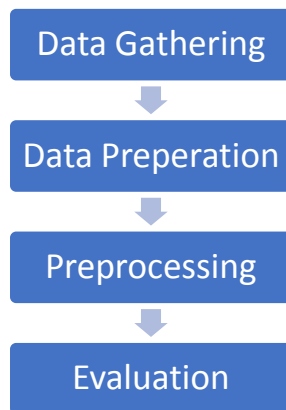 Data Gathering
Data Preperation
Preprocessing
Evaluation